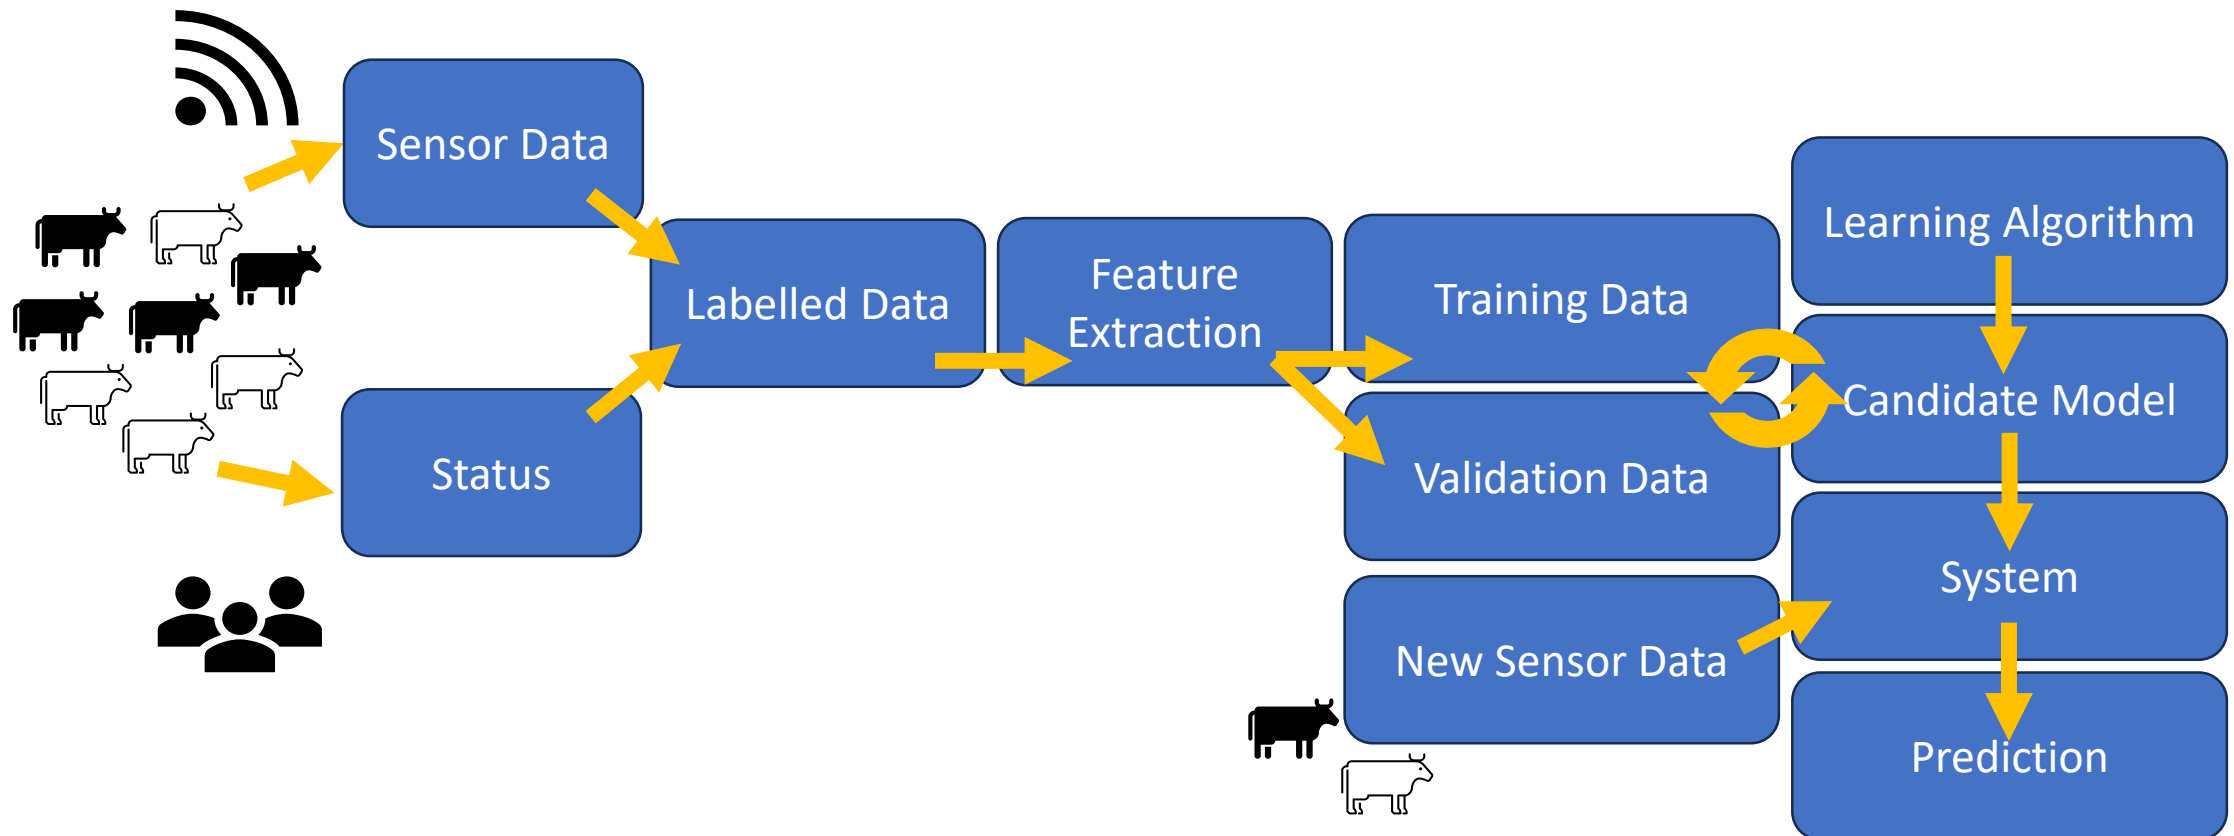 Sensor Data
Status
Labelled Data
Feature
Extraction
Training Data
Validation Data
New Sensor Data
Learning Algorithm
Candidate Model
System
Prediction